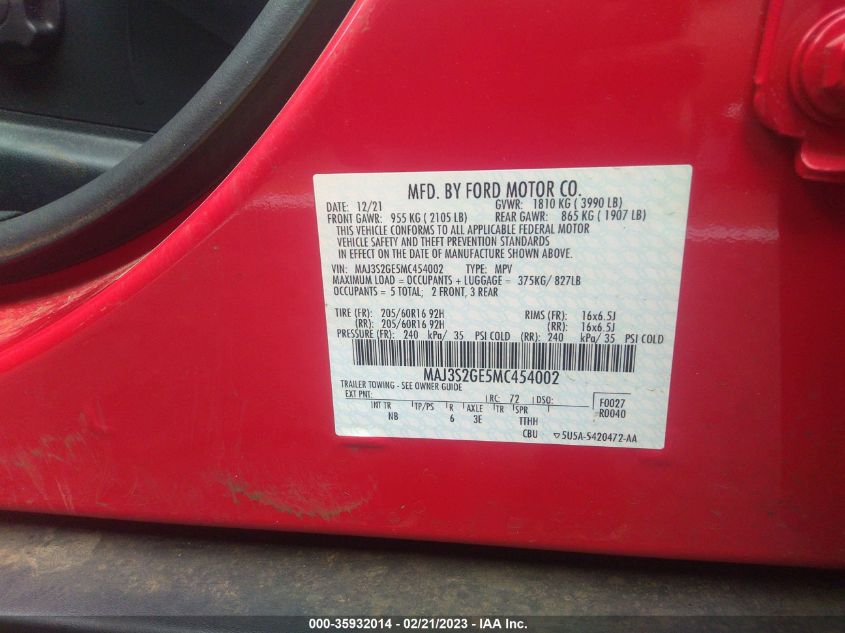 MFD. BY FORD MOTOR CO.
DATE: 12/21 GVWR: 1810 KG ( 3990 LB)
FRONT GAWR: 955 KG ( 2105 LB) REAR GAWR: 865 KG ( 1907 LB)
THIS VEHICLE CONFORMS TO ALL APPLICABLE FEDERAL MOTOR
VEHICLE SAFETY AND THEFT PREVENTION STANDARDS
IN EFFECT ON THE DATE OF MANUFACTURE SHOWN ABOVE.
VIN: MAJ3S2GE5MC454002 TYPE: MPV
MAXIMUM LOAD = OCCUPANTS + LUGGAGE = 375KG/ 827LB
OCCUPANTS = 5 TOTAL; 2 FRONT, 3 REAR
TIRE (FR): 205/60R16 92H RIMS (FR): 16x6.5J
(RR): 205/60R16 92H (RR): 16x6.5J
PRESSURE (FR): 240 kPa/ 35 PSI COLD (RR): 240 kPa/ 35 PSI COLD
MAJ3S2GE5MC454002
TRAILER TOWING - SEE OWNER GUIDE
EXT PNT: RC: 72 DSO: F0027
INT TR TP/PS R AXLE TR SPR R0040
NB 6 3E TTHH
CBU 5U5A-5420472-AA
000-35932014 - 02/21/2023 - IAA Inc.